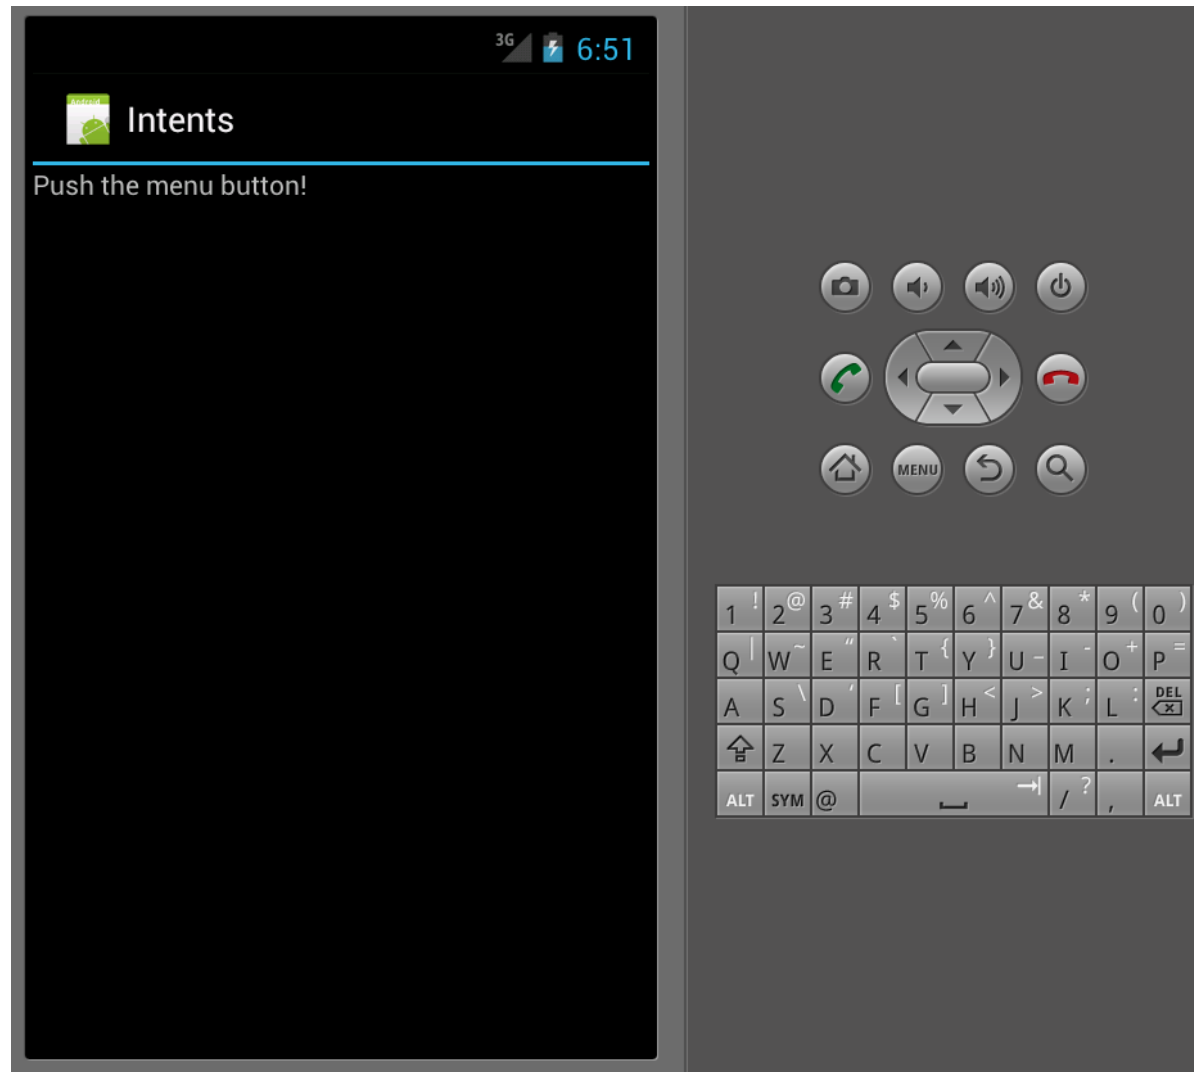 3G 6:51
Android
Intents
Push the menu button!
MENU
1 ! 2 @ 3 # 4 $ 5 % 6 ^ 7 & 8 * 9 ( 0 )
Q | W ~ E “ R ` T { Y } U _ I - O + P =
A S \ D ‘ F [ G ] H < J > K ; L : DEL
Z X C V B N M .
ALT SYM @ / ? , ALT